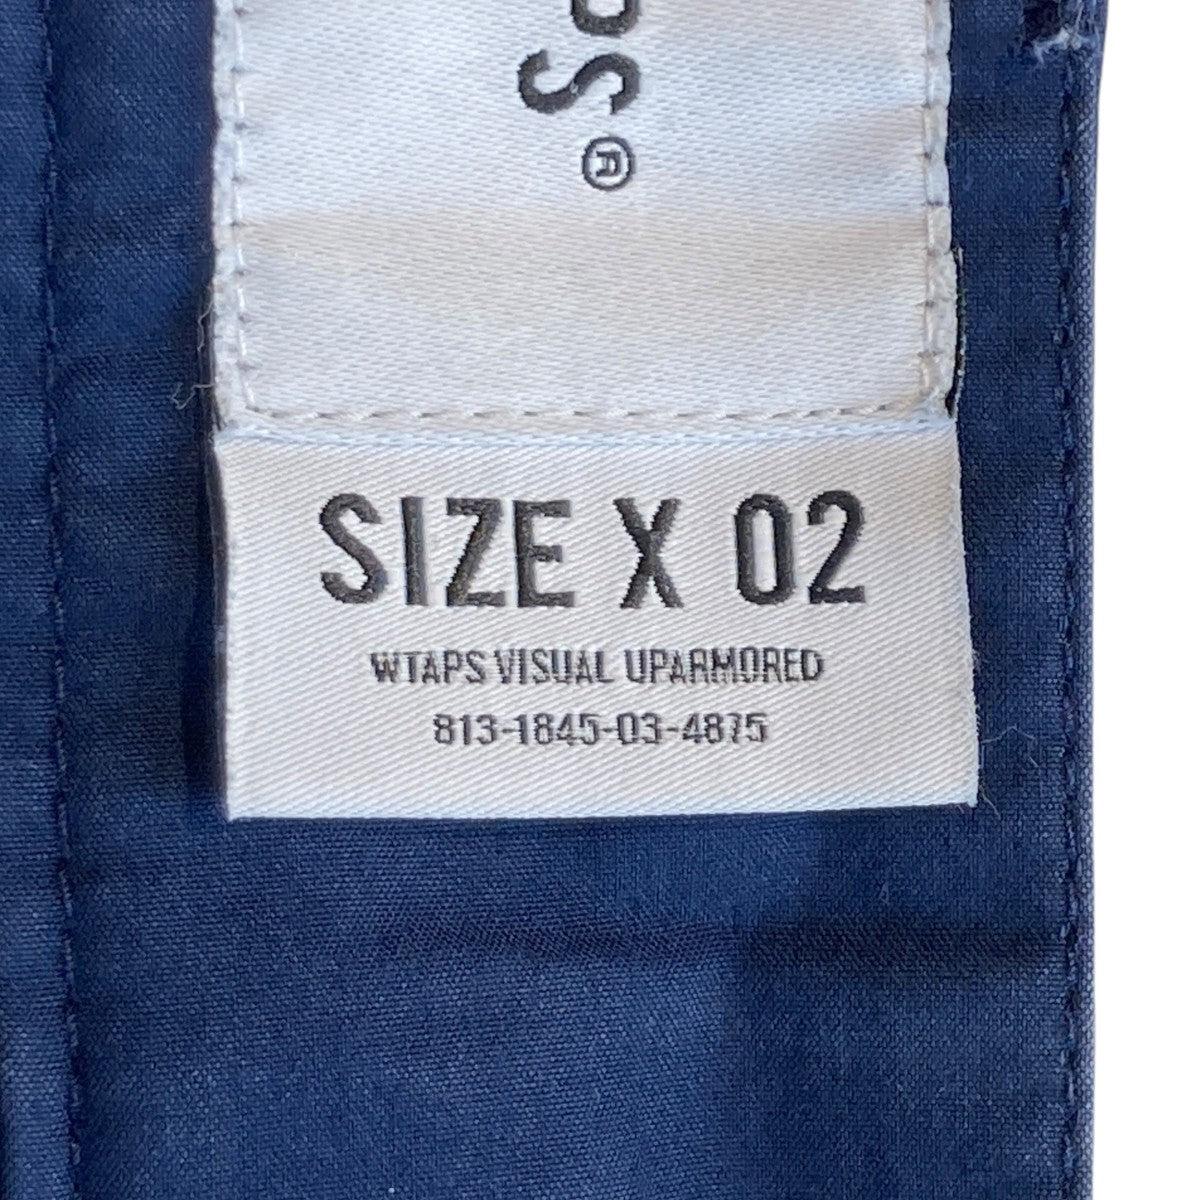 S®
SIZE X 02
WTAPS VISUAL UPARMORED
813-1845-03-4875